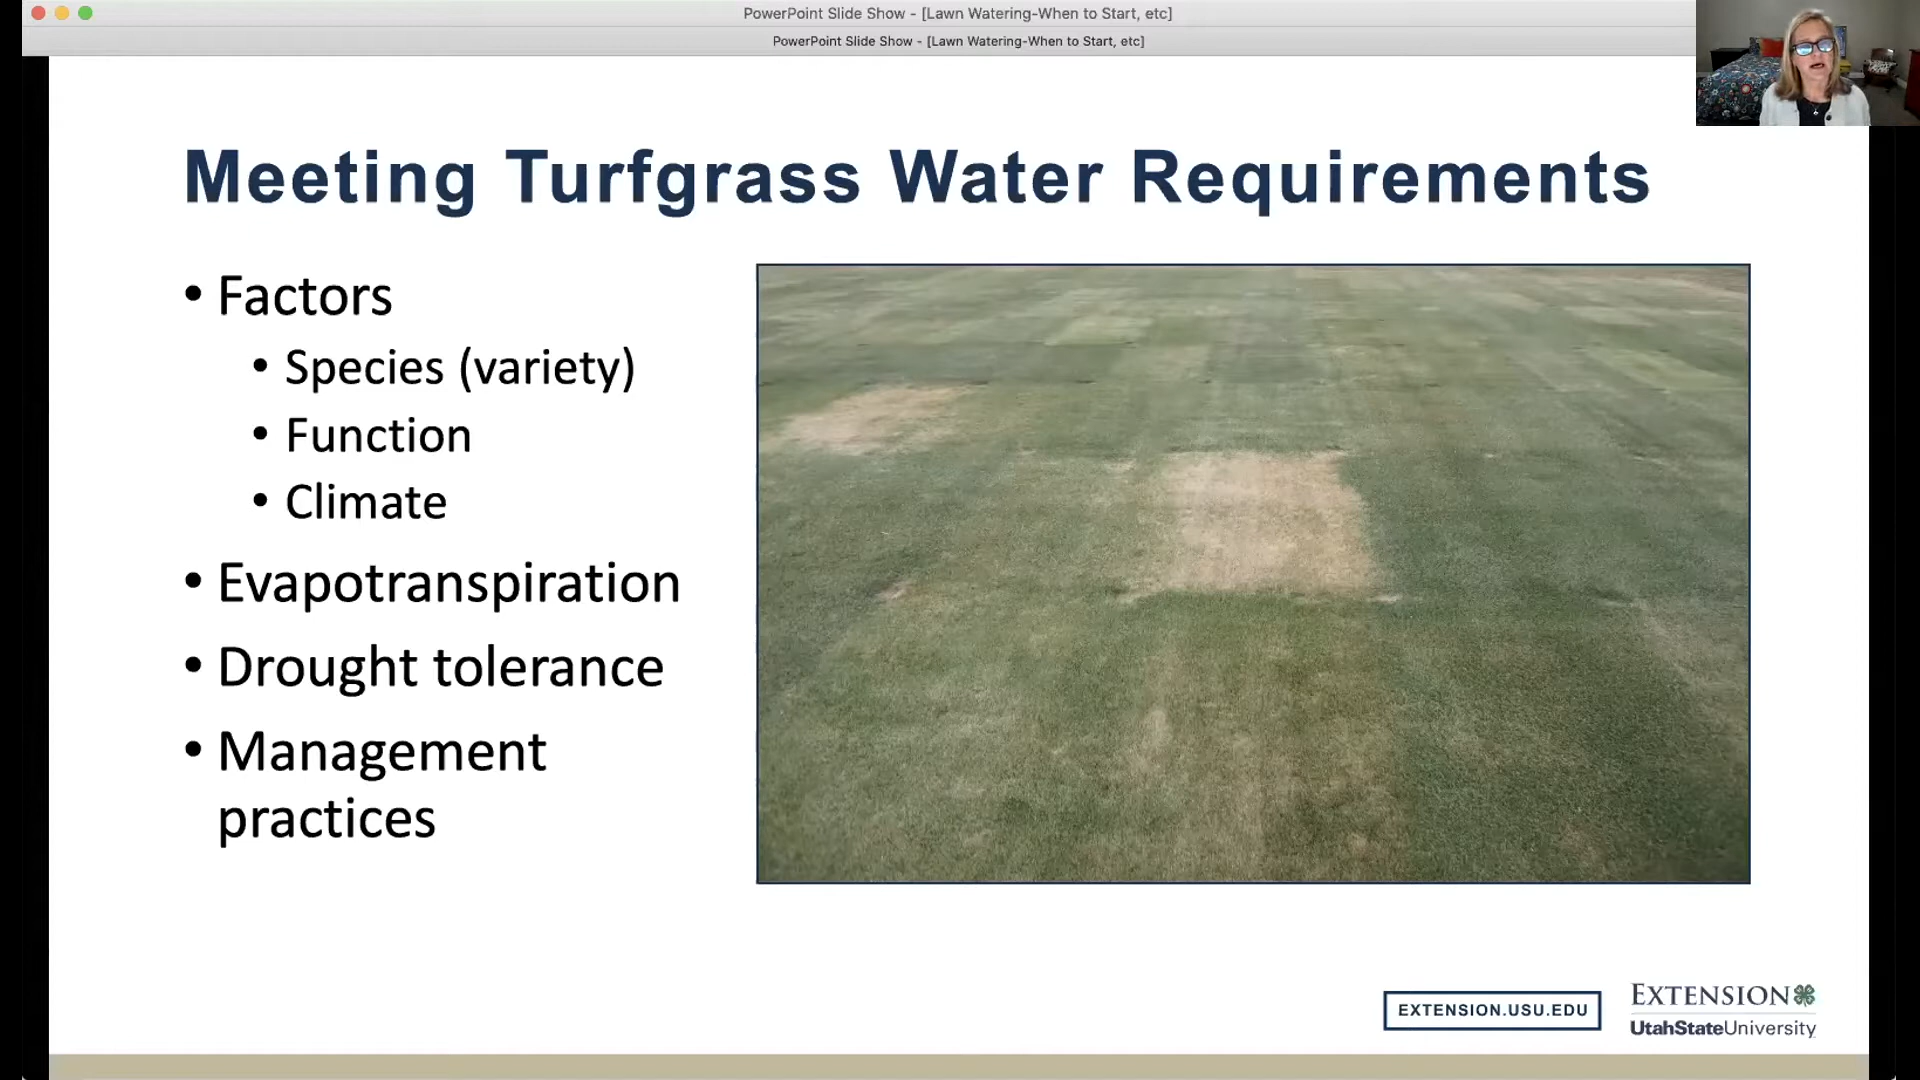 PowerPoint Slide Show - [Lawn Watering-When to Start, etc]
PowerPoint Slide Show - [Lawn Watering-When to Start, etc]
Meeting Turfgrass Water Requirements
• Factors
• Species (variety)
• Function
• Climate
• Evapotranspiration
• Drought tolerance
• Management
practices
EXTENSION.USU.EDU
EXTENSION
UtahStateUniversity